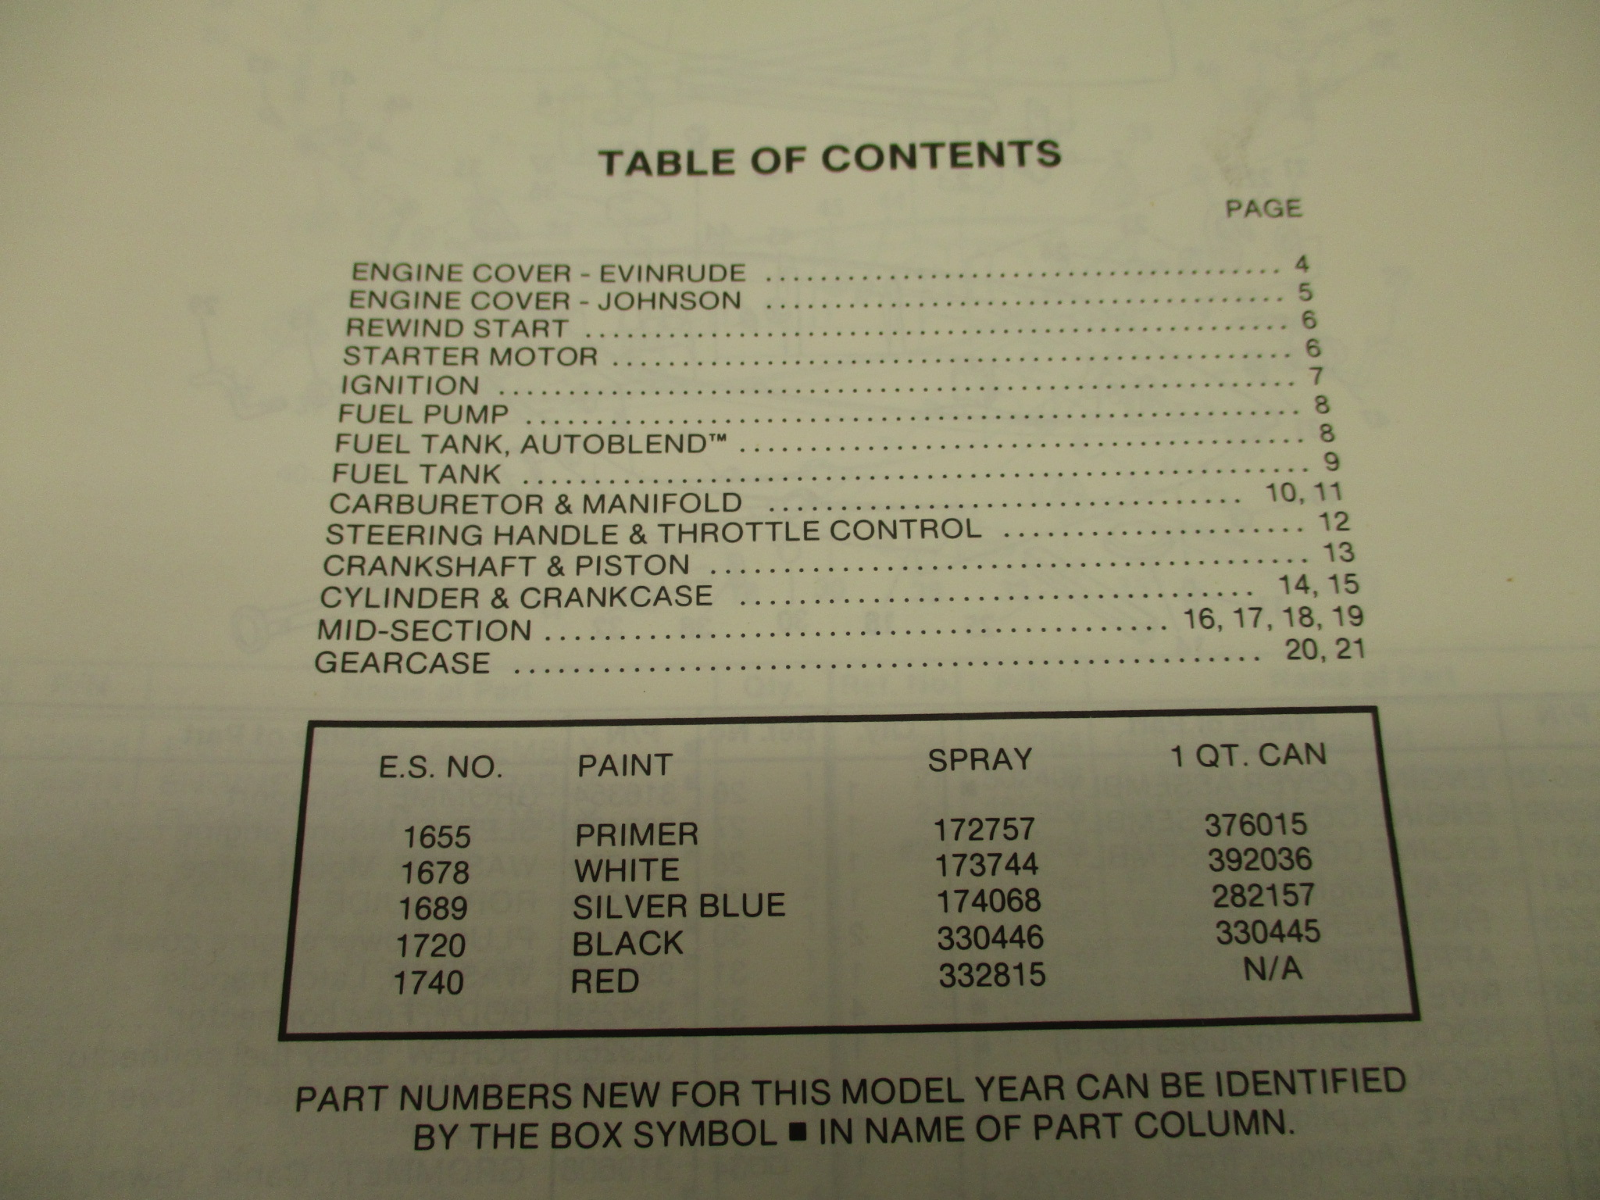 TABLE OF CONTENTS
PAGE
ENGINE COVER - EVINRUDE ........................................ 4
ENGINE COVER - JOHNSON ........................................ 5
REWIND START ........................................ 6
STARTER MOTOR ........................................ 6
IGNITION ........................................ 7
FUEL PUMP ........................................ 8
FUEL TANK, AUTOBLEND™ ........................................ 8
FUEL TANK ........................................ 9
CARBURETOR & MANIFOLD ........................................ 10, 11
STEERING HANDLE & THROTTLE CONTROL ..................... 12
CRANKSHAFT & PISTON ........................................ 13
CYLINDER & CRANKCASE ........................................ 14, 15
MID-SECTION ........................................ 16, 17, 18, 19
GEARCASE ........................................ 20, 21
E.S. NO. PAINT SPRAY 1 QT. CAN
1655 PRIMER 172757 376015
1678 WHITE 173744 392036
1689 SILVER BLUE 174068 282157
1720 BLACK 330446 330445
1740 RED 332815 N/A
PART NUMBERS NEW FOR THIS MODEL YEAR CAN BE IDENTIFIED
BY THE BOX SYMBOL ■ IN NAME OF PART COLUMN.